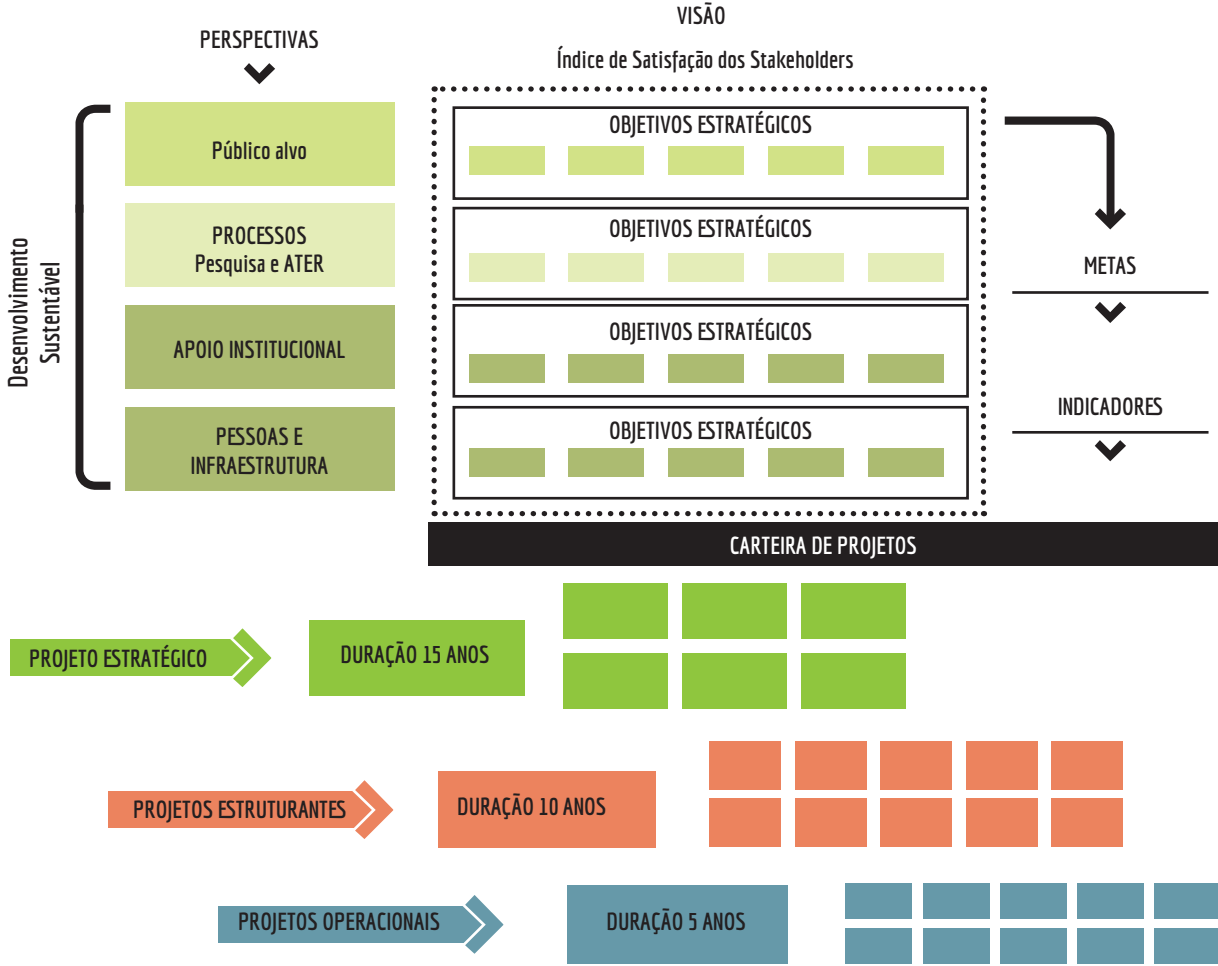 VISÃO
Índice de Satisfação dos Stakeholders
PERSPECTIVAS
Desenvolvimento
Sustentável
Público alvo
PROCESSOS
Pesquisa e ATER
APOIO INSTITUCIONAL
PESSOAS E
INFRAESTRUTURA
OBJETIVOS ESTRATÉGICOS
OBJETIVOS ESTRATÉGICOS
OBJETIVOS ESTRATÉGICOS
OBJETIVOS ESTRATÉGICOS
METAS
INDICADORES
CARTEIRA DE PROJETOS
PROJETO ESTRATÉGICO
DURAÇÃO 15 ANOS
PROJETOS ESTRUTURANTES
DURAÇÃO 10 ANOS
PROJETOS OPERACIONAIS
DURAÇÃO 5 ANOS